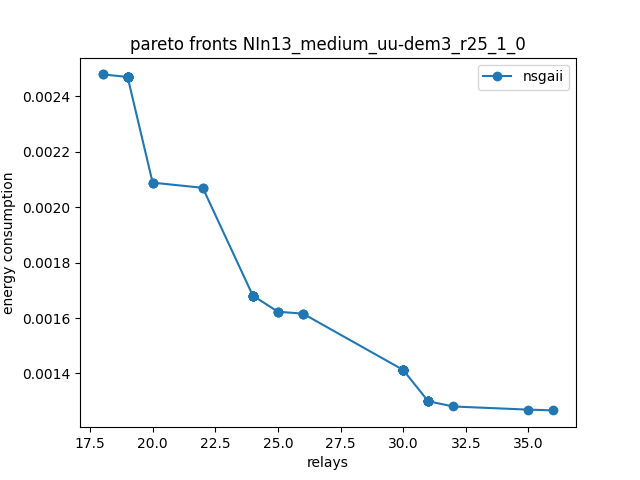 pareto fronts NIn13_medium_uu-dem3_r25_1_0
nsgaii
energy consumption
0.0024
0.0022
0.0020
0.0018
0.0016
0.0014
17.5 20.0 22.5 25.0 27.5 30.0 32.5 35.0
relays